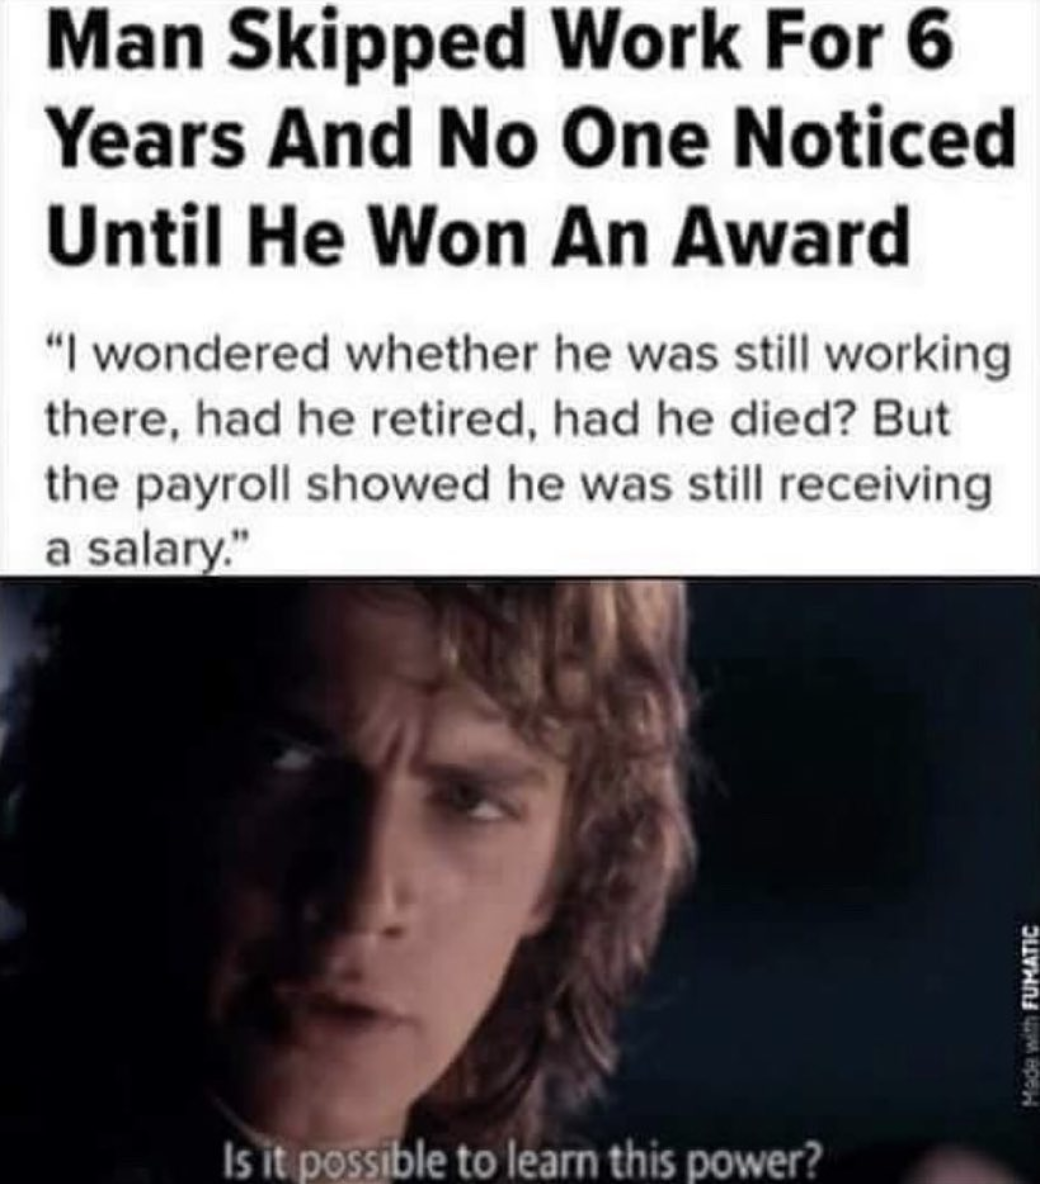 Man Skipped Work For 6
Years And No One Noticed
Until He Won An Award
“I wondered whether he was still working
there, had he retired, had he died? But
the payroll showed he was still receiving
a salary.”
Is it possible to learn this power?
Made with FUMATIC